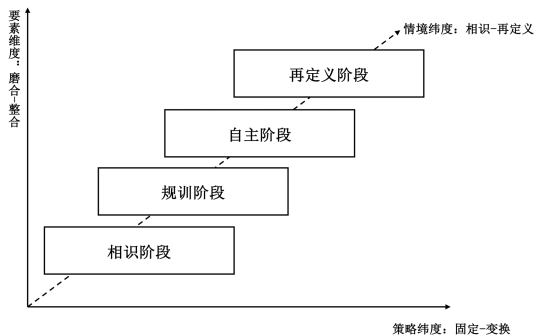 要素维度：磨合-整合
情境纬度：相识-再定义
再定义阶段
自主阶段
规训阶段
相识阶段
策略纬度：固定-变换